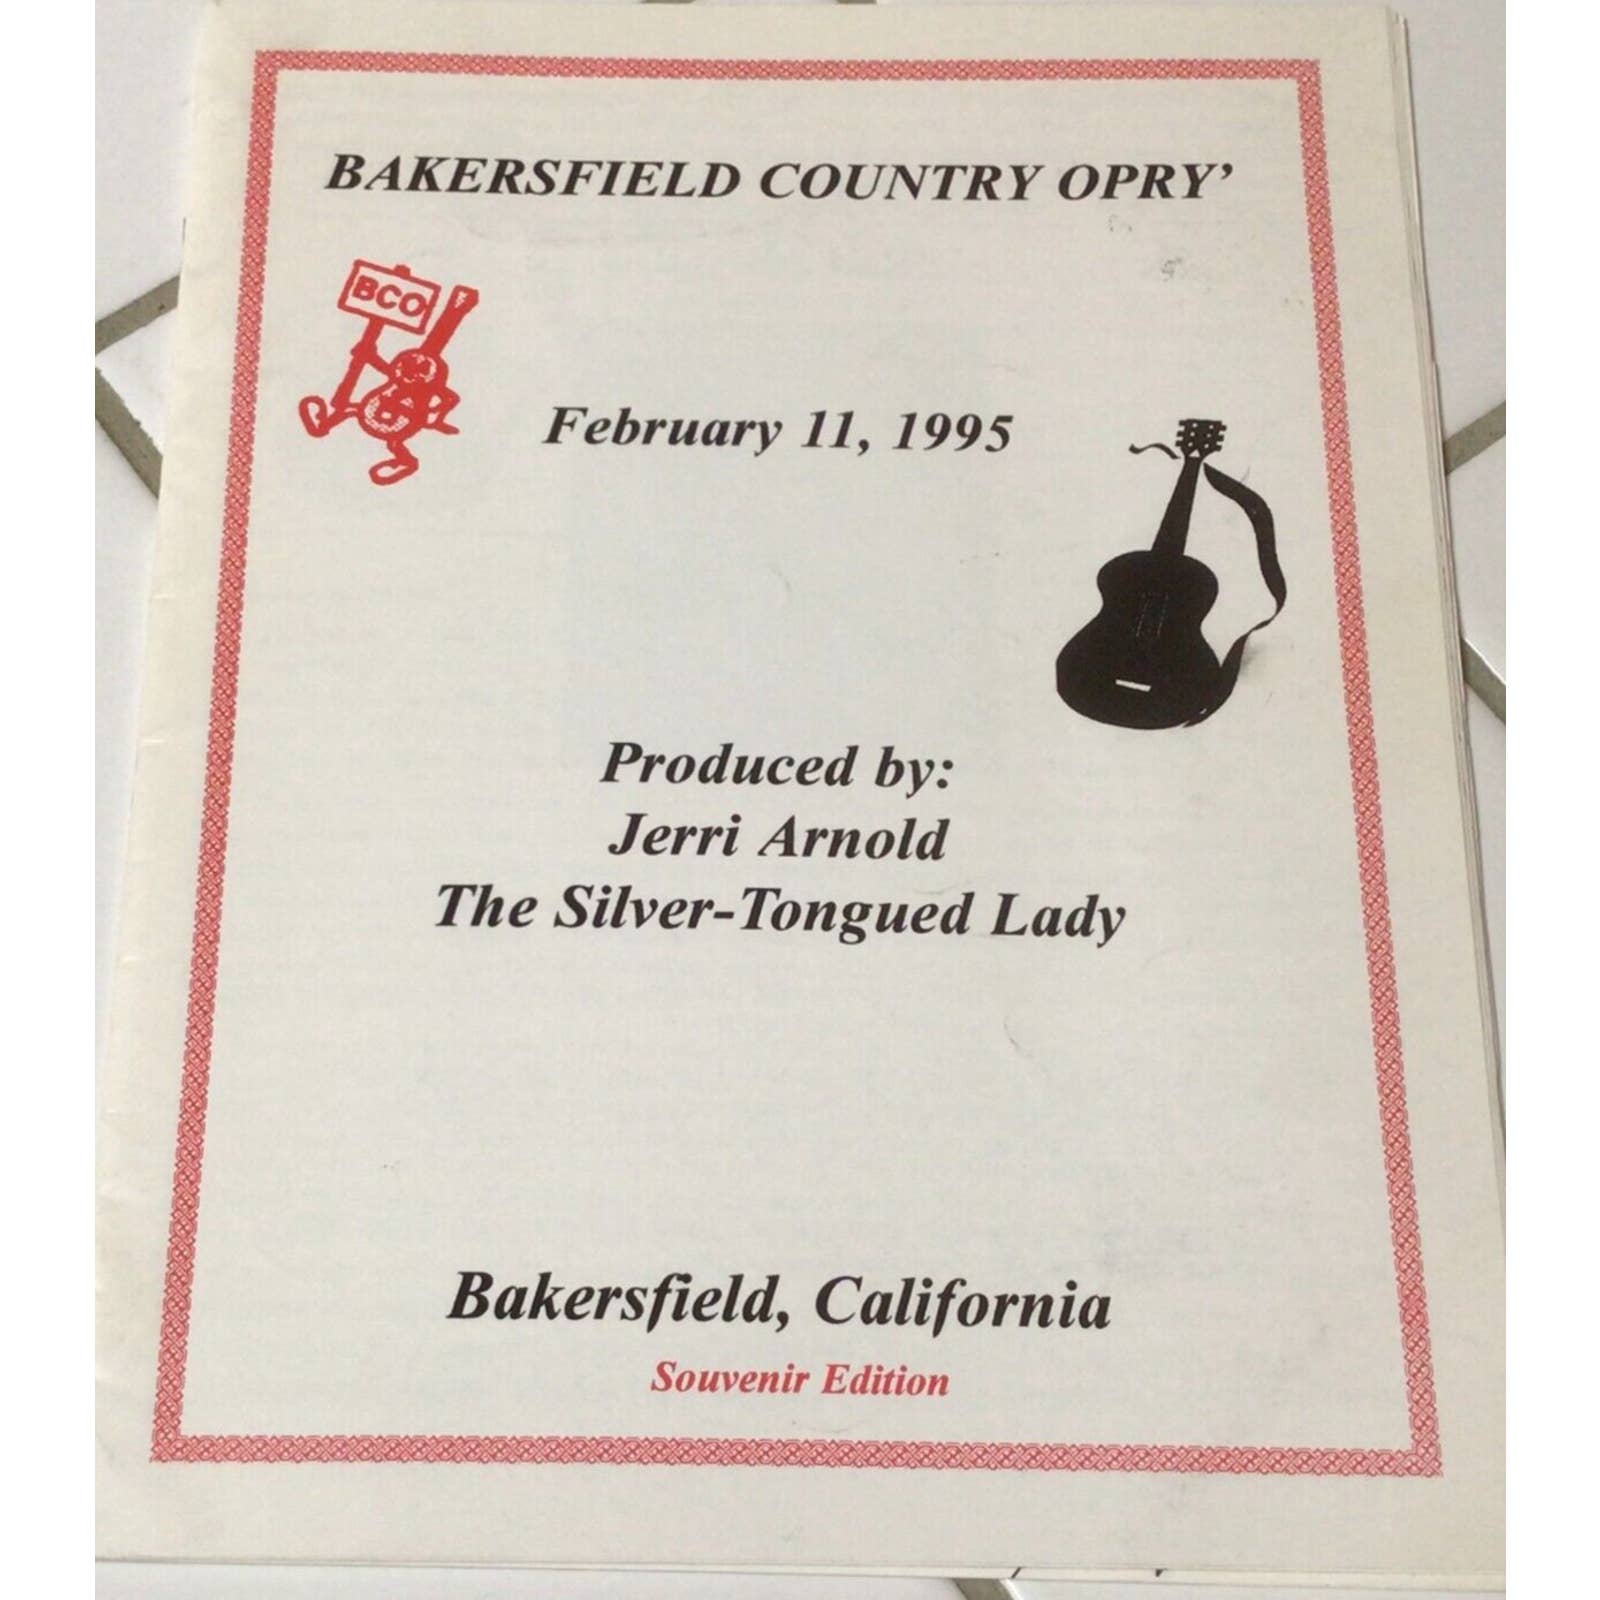 BAKERSFIELD COUNTRY OPRY’
BCO
February 11, 1995
Produced by:
Jerri Arnold
The Silver-Tongued Lady
Bakersfield, California
Souvenir Edition